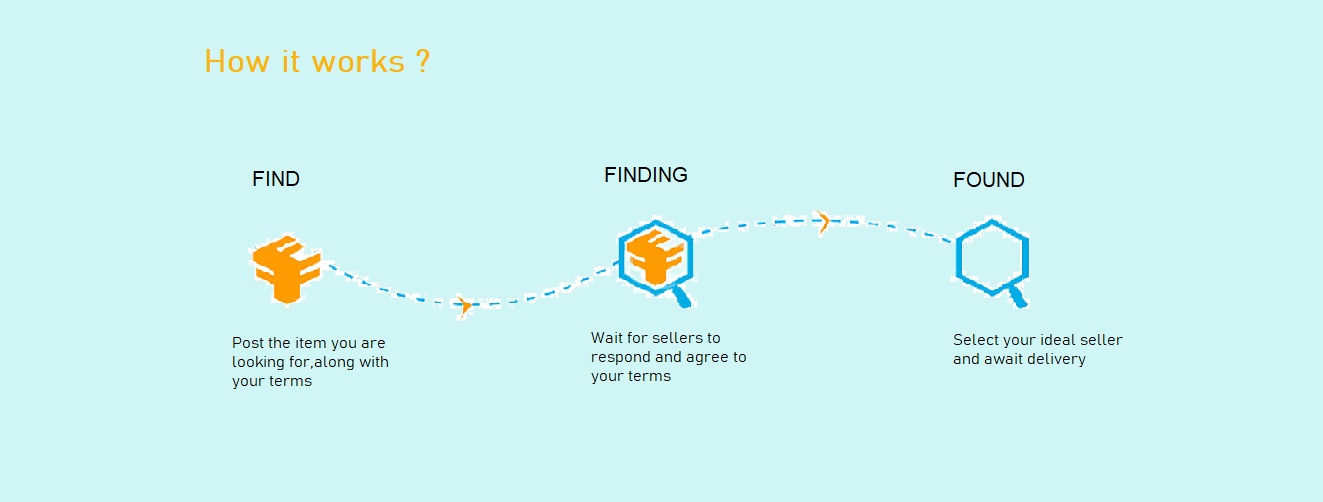 How it works ?
FIND
FINDING
FOUND
Post the item you are
looking for,along with
your terms
Wait for sellers to
respond and agree to
your terms
Select your ideal seller
and await delivery